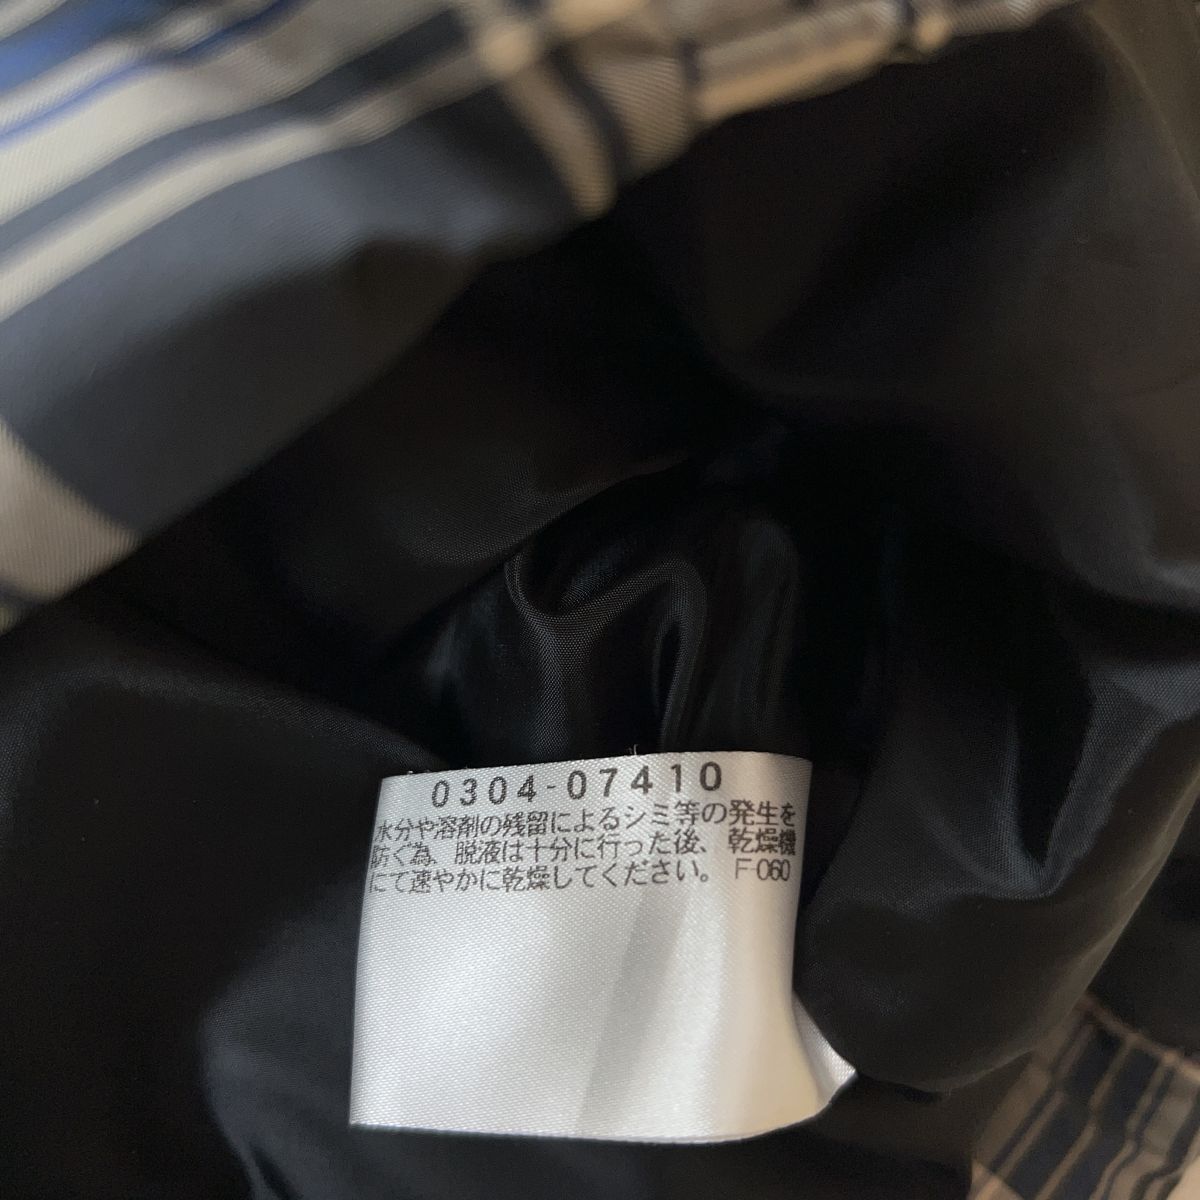 0304-07410
水分や溶剤の残留によるシミ等の発生を
防ぐ為、脱液は十分に行った後、乾燥機
にて速やかに乾燥してください。 F-060